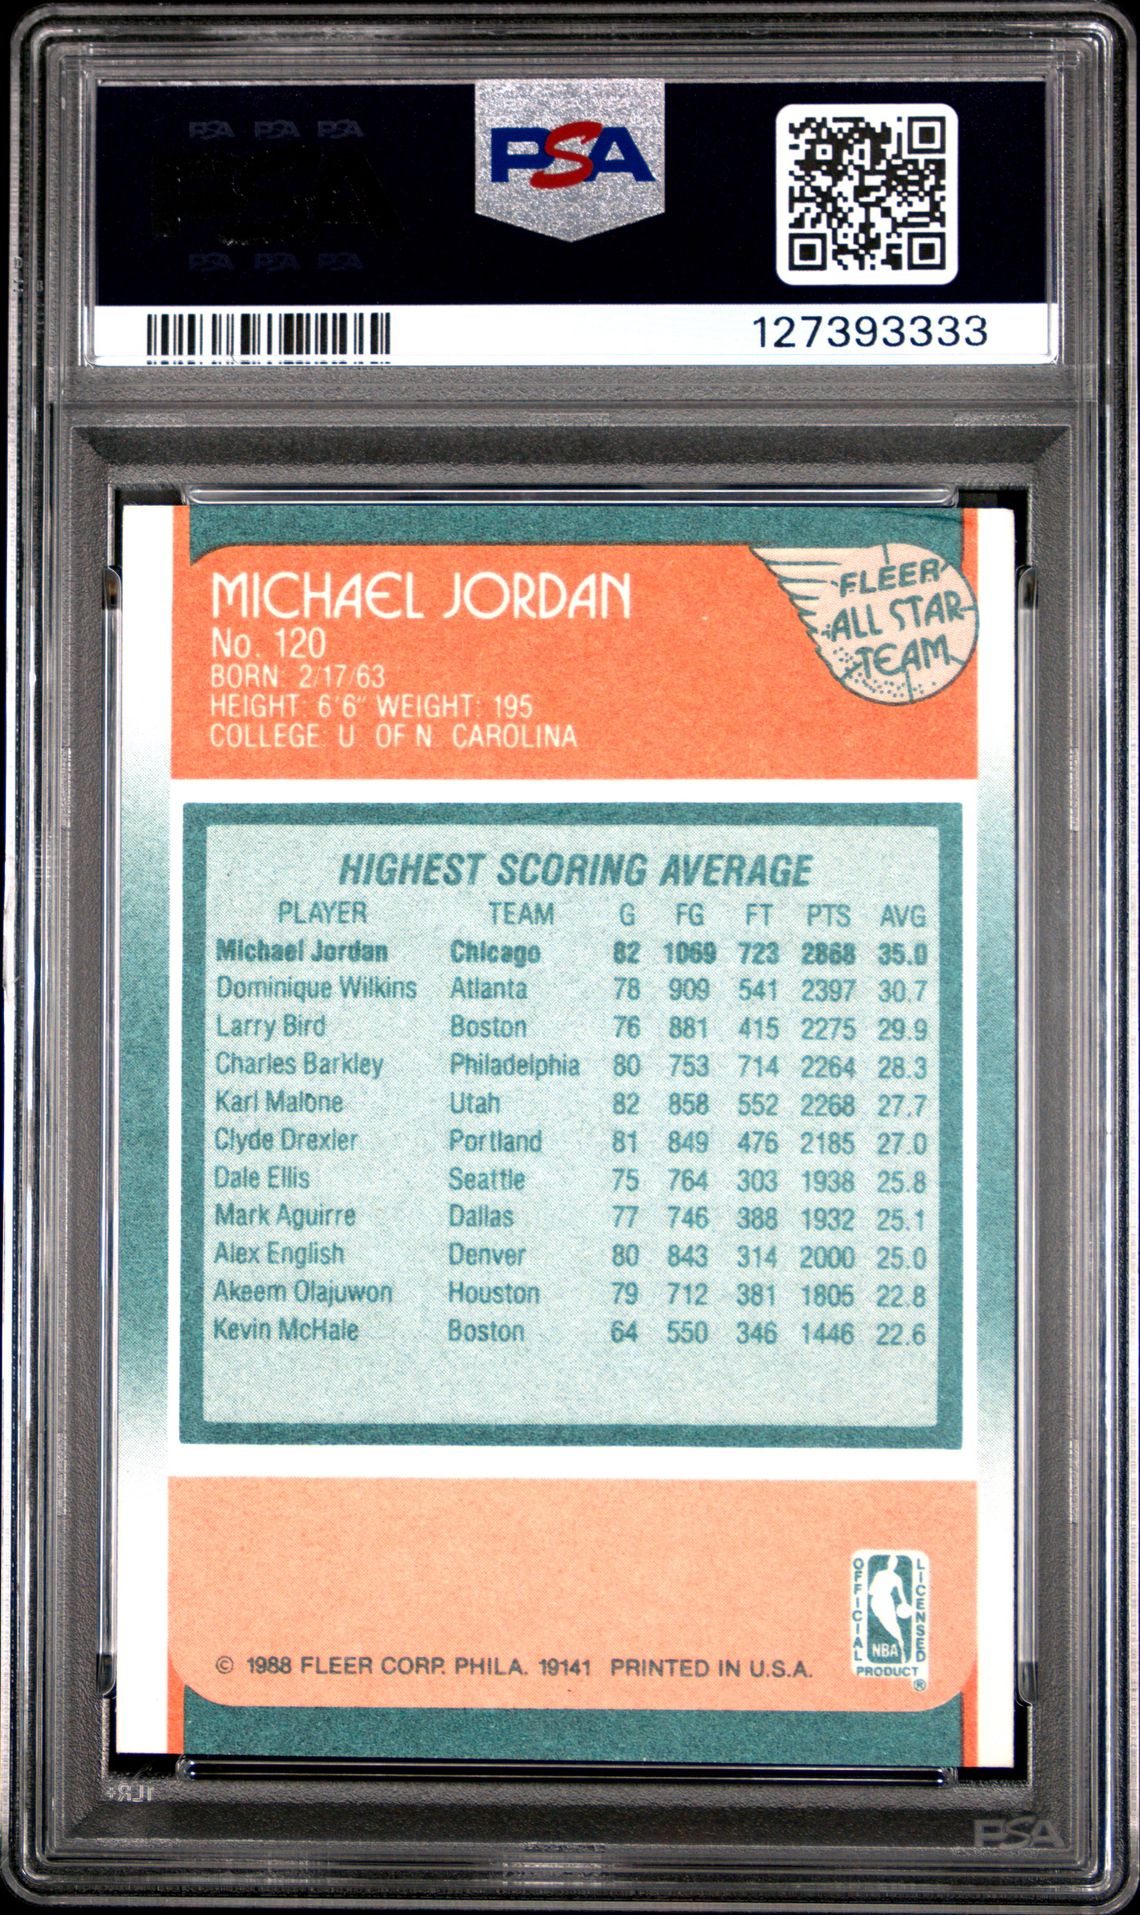 PSA PSA PSA
PSA
PSA PSA PSA
PSA
127393333
MICHAEL JORDAN
No. 120
BORN: 2/17/63
HEIGHT: 6'6" WEIGHT: 195
COLLEGE: U. OF N. CAROLINA
FLEER
ALL STAR
TEAM
HIGHEST SCORING AVERAGE
PLAYER TEAM G FG FT PTS AVG
Michael Jordan Chicago 82 1069 723 2868 35.0
Dominique Wilkins Atlanta 78 909 541 2397 30.7
Larry Bird Boston 76 881 415 2275 29.9
Charles Barkley Philadelphia 80 753 714 2264 28.3
Karl Malone Utah 82 858 552 2268 27.7
Clyde Drexler Portland 81 849 476 2185 27.0
Dale Ellis Seattle 75 764 303 1938 25.8
Mark Aguirre Dallas 77 746 388 1932 25.1
Alex English Denver 80 843 314 2000 25.0
Akeem Olajuwon Houston 79 712 381 1805 22.8
Kevin McHale Boston 64 550 346 1446 22.6
© 1988 FLEER CORP. PHILA. 19141 PRINTED IN U.S.A.
OFFICIAL
LICENSED
NBA
PRODUCT
®
PSA